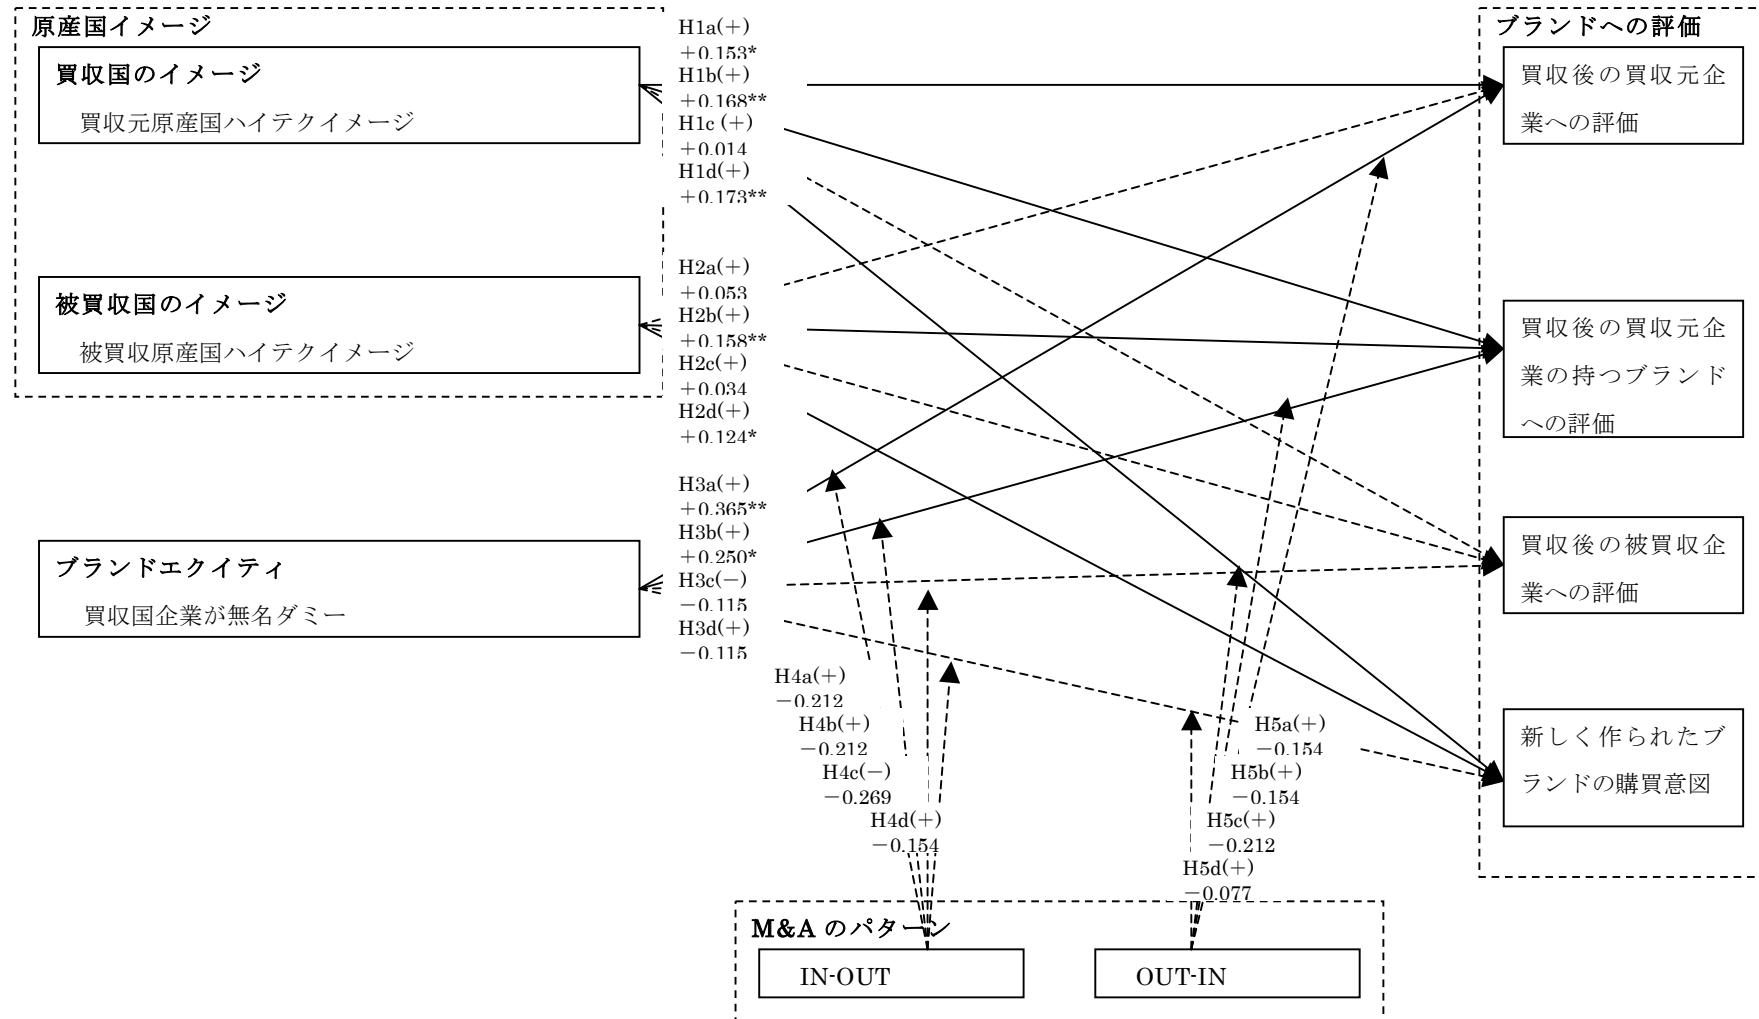 原産国イメージ
買収国のイメージ
買収元原産国ハイテクイメージ
被買収国のイメージ
被買収原産国ハイテクイメージ
ブランドエクイティ
買収国企業が無名ダミー
H1a(+)
+0.153*
H1b(+)
+0.168**
H1c (+)
+0.014
H1d(+)
+0.173**
H2a(+)
+0.053
H2b(+)
+0.158**
H2c(+)
+0.034
H2d(+)
+0.124*
H3a(+)
+0.365**
H3b(+)
+0.250*
H3c(−)
−0.115
H3d(+)
−0.115
H4a(+)
−0.212
H4b(+)
−0.212
H4c(−)
−0.269
H4d(+)
−0.154
H5a(+)
−0.154
H5b(+)
−0.154
H5c(+)
−0.212
H5d(+)
−0.077
ブランドへの評価
買収後の買収元企
業への評価
買収後の買収元企
業の持つブランド
への評価
買収後の被買収企
業への評価
新しく作られたブ
ランドの購買意図
M&A のパターン
IN-OUT
OUT-IN